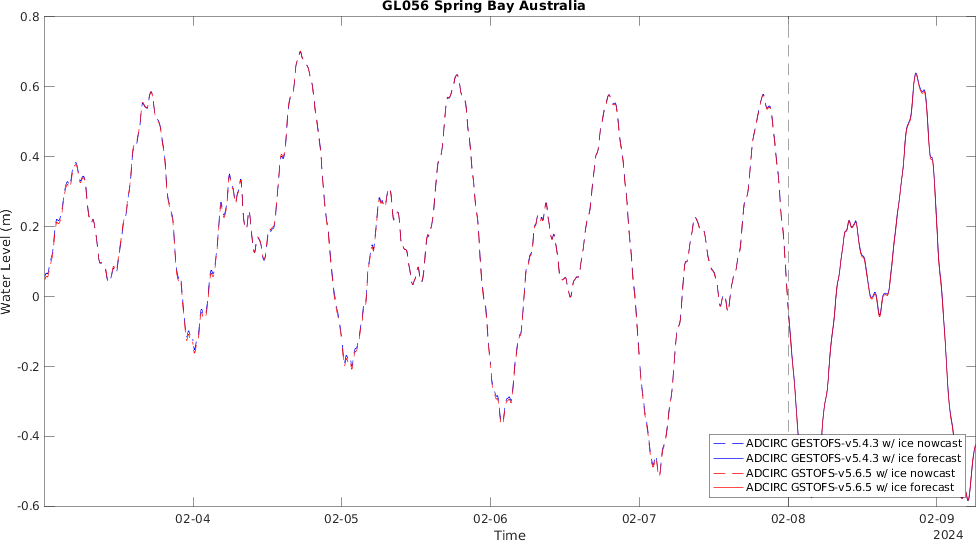 GL056 Spring Bay Australia
0.8
0.6
0.4
0.2
0
-0.2
-0.4
-0.6
Water Level (m)
ADCIRC GESTOFS-v5.4.3 w/ ice nowcast
ADCIRC GESTOFS-v5.4.3 w/ ice forecast
ADCIRC GSTOFS-v5.6.5 w/ ice nowcast
ADCIRC GSTOFS-v5.6.5 w/ ice forecast
02-04 02-05 02-06 02-07 02-08 02-09
Time 2024